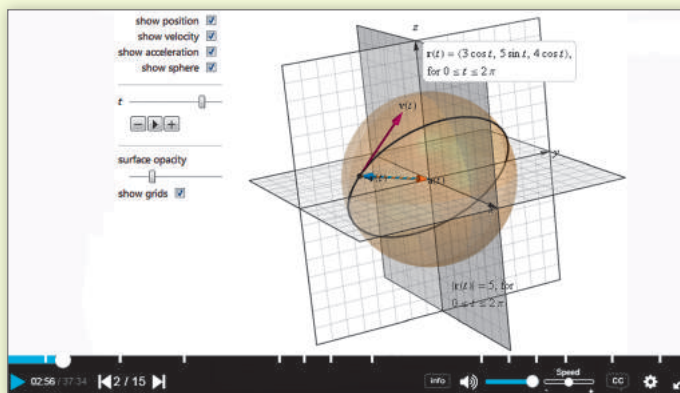 show position
show velocity
show acceleration
show sphere
t
surface opacity
show grids
z
r(t) = ⟨3 cos t, 5 sin t, 4 cos t⟩,
for 0 ≤ t ≤ 2π
v(t)
y
|r(t)| = 5, for
0 ≤ t ≤ 2π
02:56 / 37:34
2 / 15
info
Speed
CC